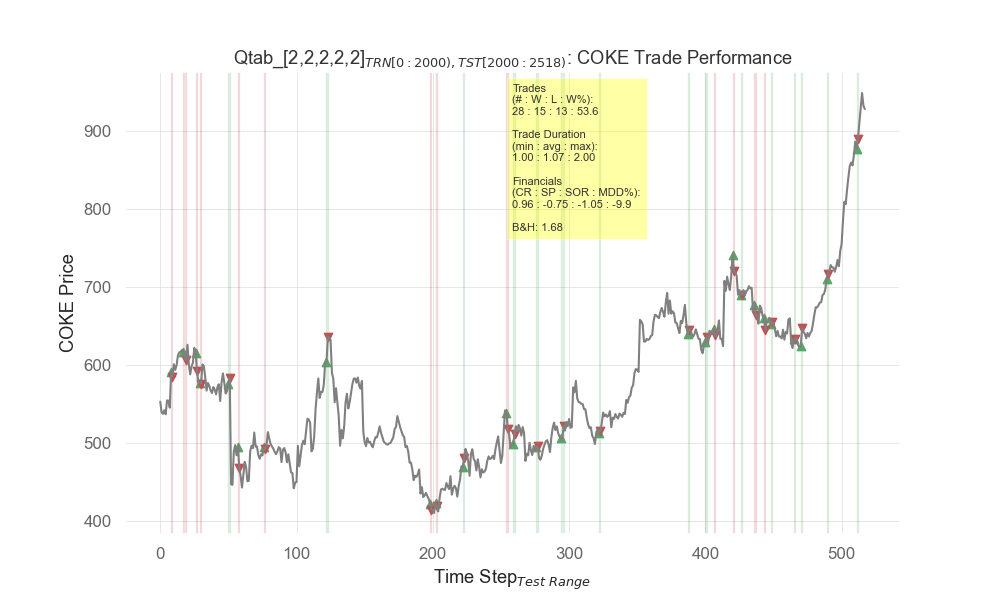 Qtab_[2,2,2,2,2]TRN[0 : 2000), TST[2000 : 2518): COKE Trade Performance
Trades
(# : W : L : W%):
28 : 15 : 13 : 53.6
Trade Duration
(min : avg : max):
1.00 : 1.07 : 2.00
Financials
(CR : SP : SOR : MDD%):
0.96 : -0.75 : -1.05 : -9.9
B&H: 1.68
COKE Price
900
800
700
600
500
400
0 100 200 300 400 500
Time StepTest Range